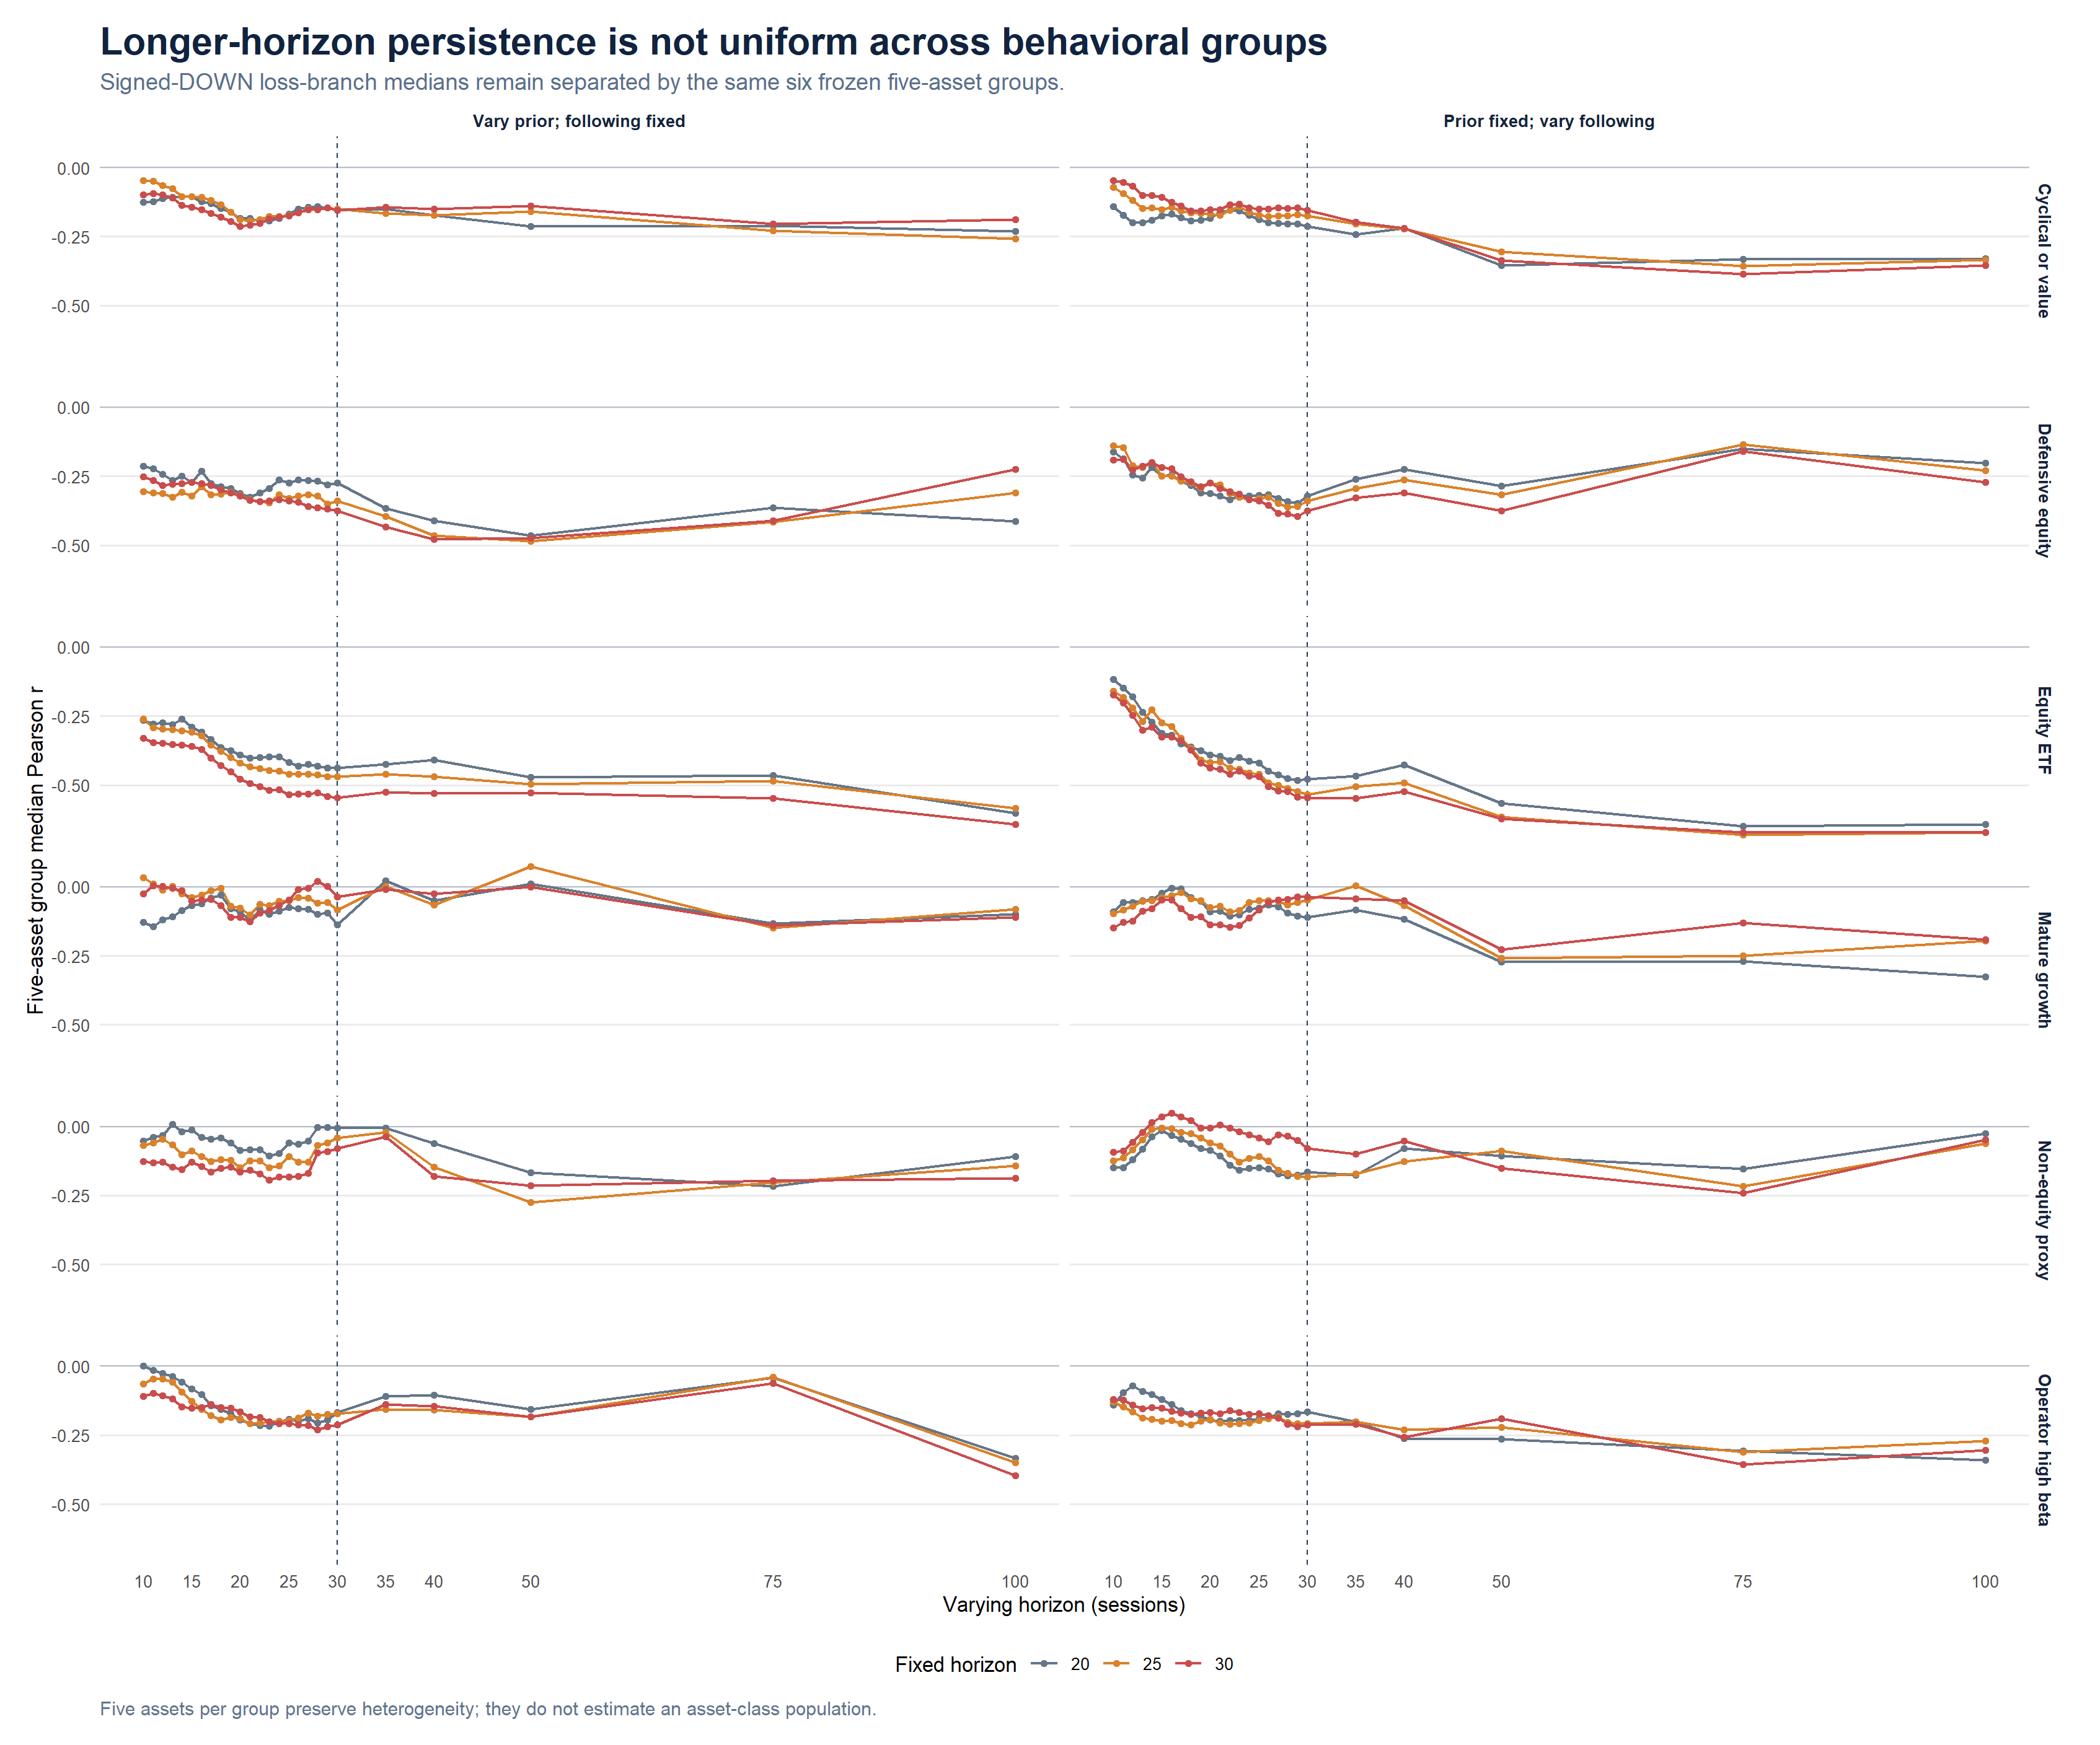 Longer-horizon persistence is not uniform across behavioral groups
Signed-DOWN loss-branch medians remain separated by the same six frozen five-asset groups.
Vary prior; following fixed
Prior fixed; vary following
0.00
-0.25
-0.50
Cyclical or value
0.00
-0.25
-0.50
Defensive equity
0.00
-0.25
-0.50
Equity ETF
Five-asset group median Pearson r
0.00
-0.25
-0.50
Mature growth
0.00
-0.25
-0.50
Non-equity proxy
0.00
-0.25
-0.50
Operator high beta
10 15 20 25 30 35 40 50 75 100
10 15 20 25 30 35 40 50 75 100
Varying horizon (sessions)
Fixed horizon 20 25 30
Five assets per group preserve heterogeneity; they do not estimate an asset-class population.